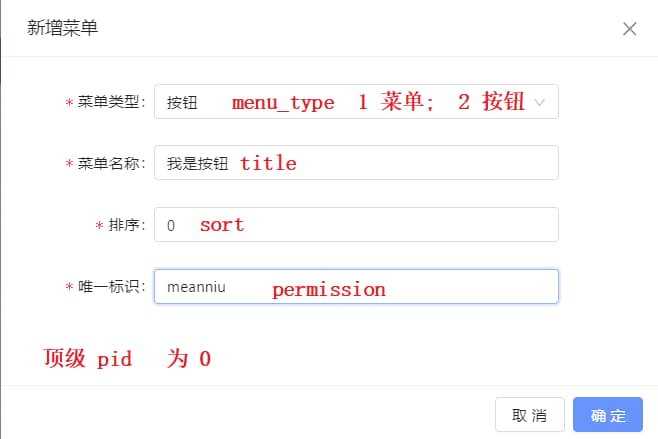 新增菜单
* 菜单类型： 按钮 menu_type 1 菜单； 2 按钮
* 菜单名称： 我是按钮 title
* 排序： 0 sort
* 唯一标识： meanniu permission
顶级 pid 为 0
取 消 确 定